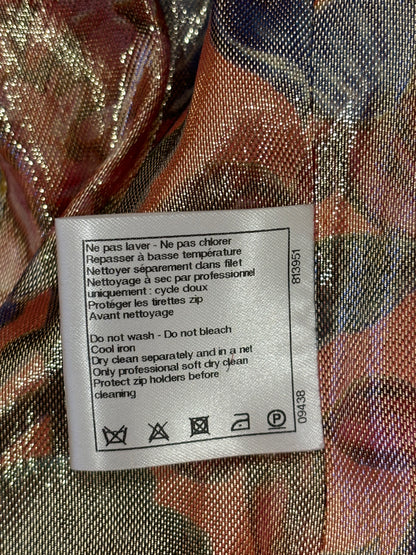 Ne pas laver - Ne pas chlorer
Repasser à basse température
Nettoyer séparement dans filet
Nettoyage à sec par professionnel
uniquement : cycle doux
Protéger les tirettes zip
Avant nettoyage
Do not wash - Do not bleach
Cool iron
Dry clean separately and in a net
Only professional soft dry clean
Protect zip holders before
cleaning
P
813951
09438